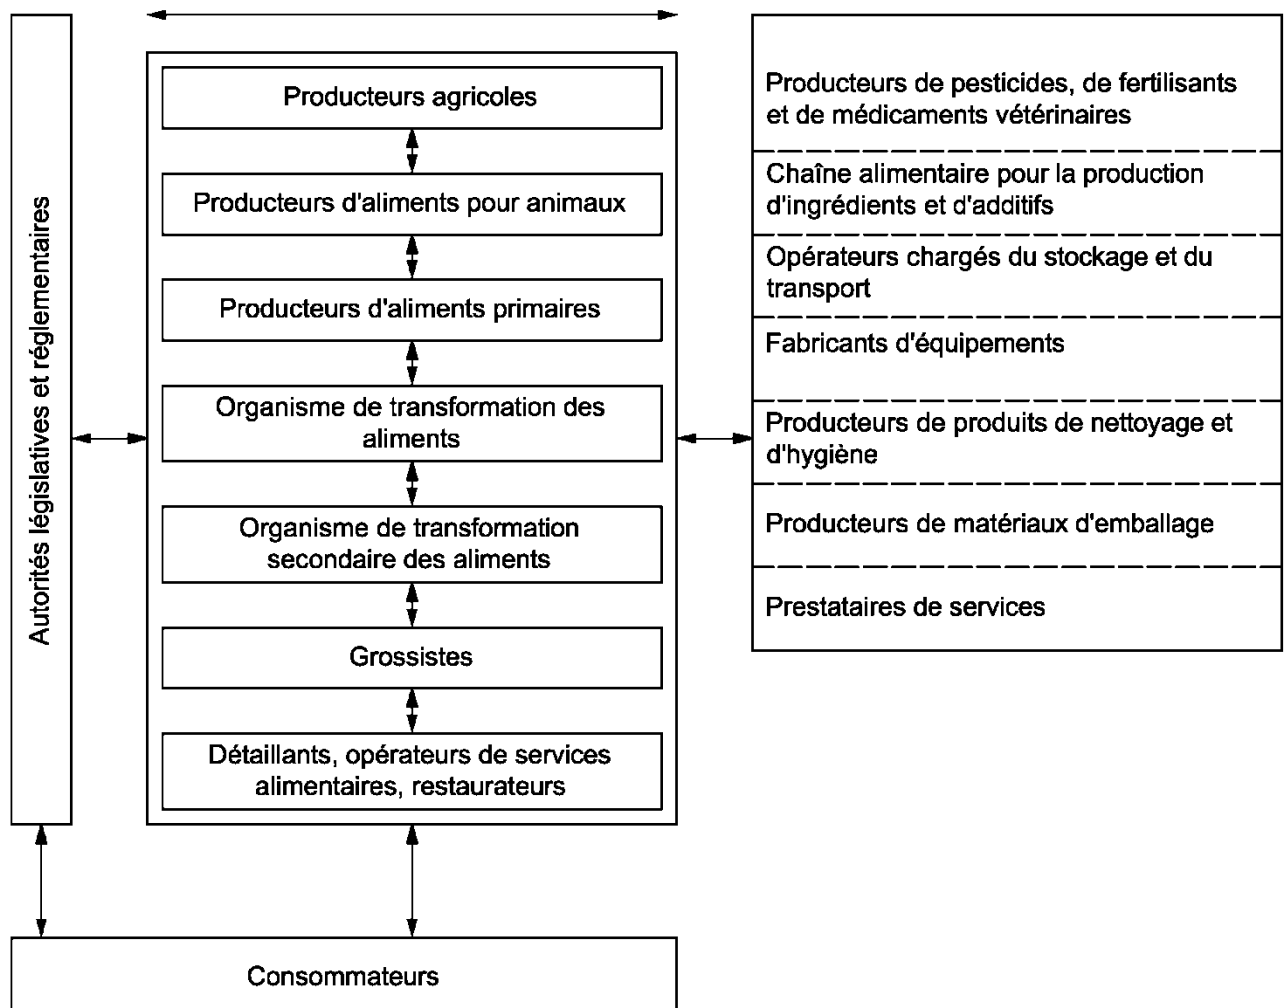 Autorités législatives et réglementaires
Producteurs agricoles
Producteurs d'aliments pour animaux
Producteurs d'aliments primaires
Organisme de transformation des
aliments
Organisme de transformation
secondaire des aliments
Grossistes
Détaillants, opérateurs de services
alimentaires, restaurateurs
Producteurs de pesticides, de fertilisants
et de médicaments vétérinaires
Chaîne alimentaire pour la production
d'ingrédients et d'additifs
Opérateurs chargés du stockage et du
transport
Fabricants d'équipements
Producteurs de produits de nettoyage et
d'hygiène
Producteurs de matériaux d'emballage
Prestataires de services
Consommateurs